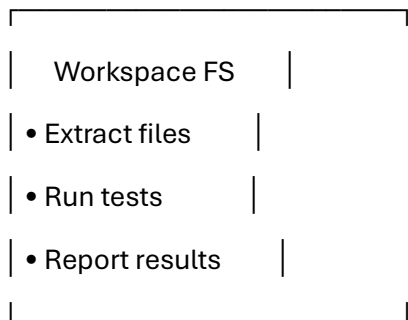 Workspace FS
• Extract files
• Run tests
• Report results